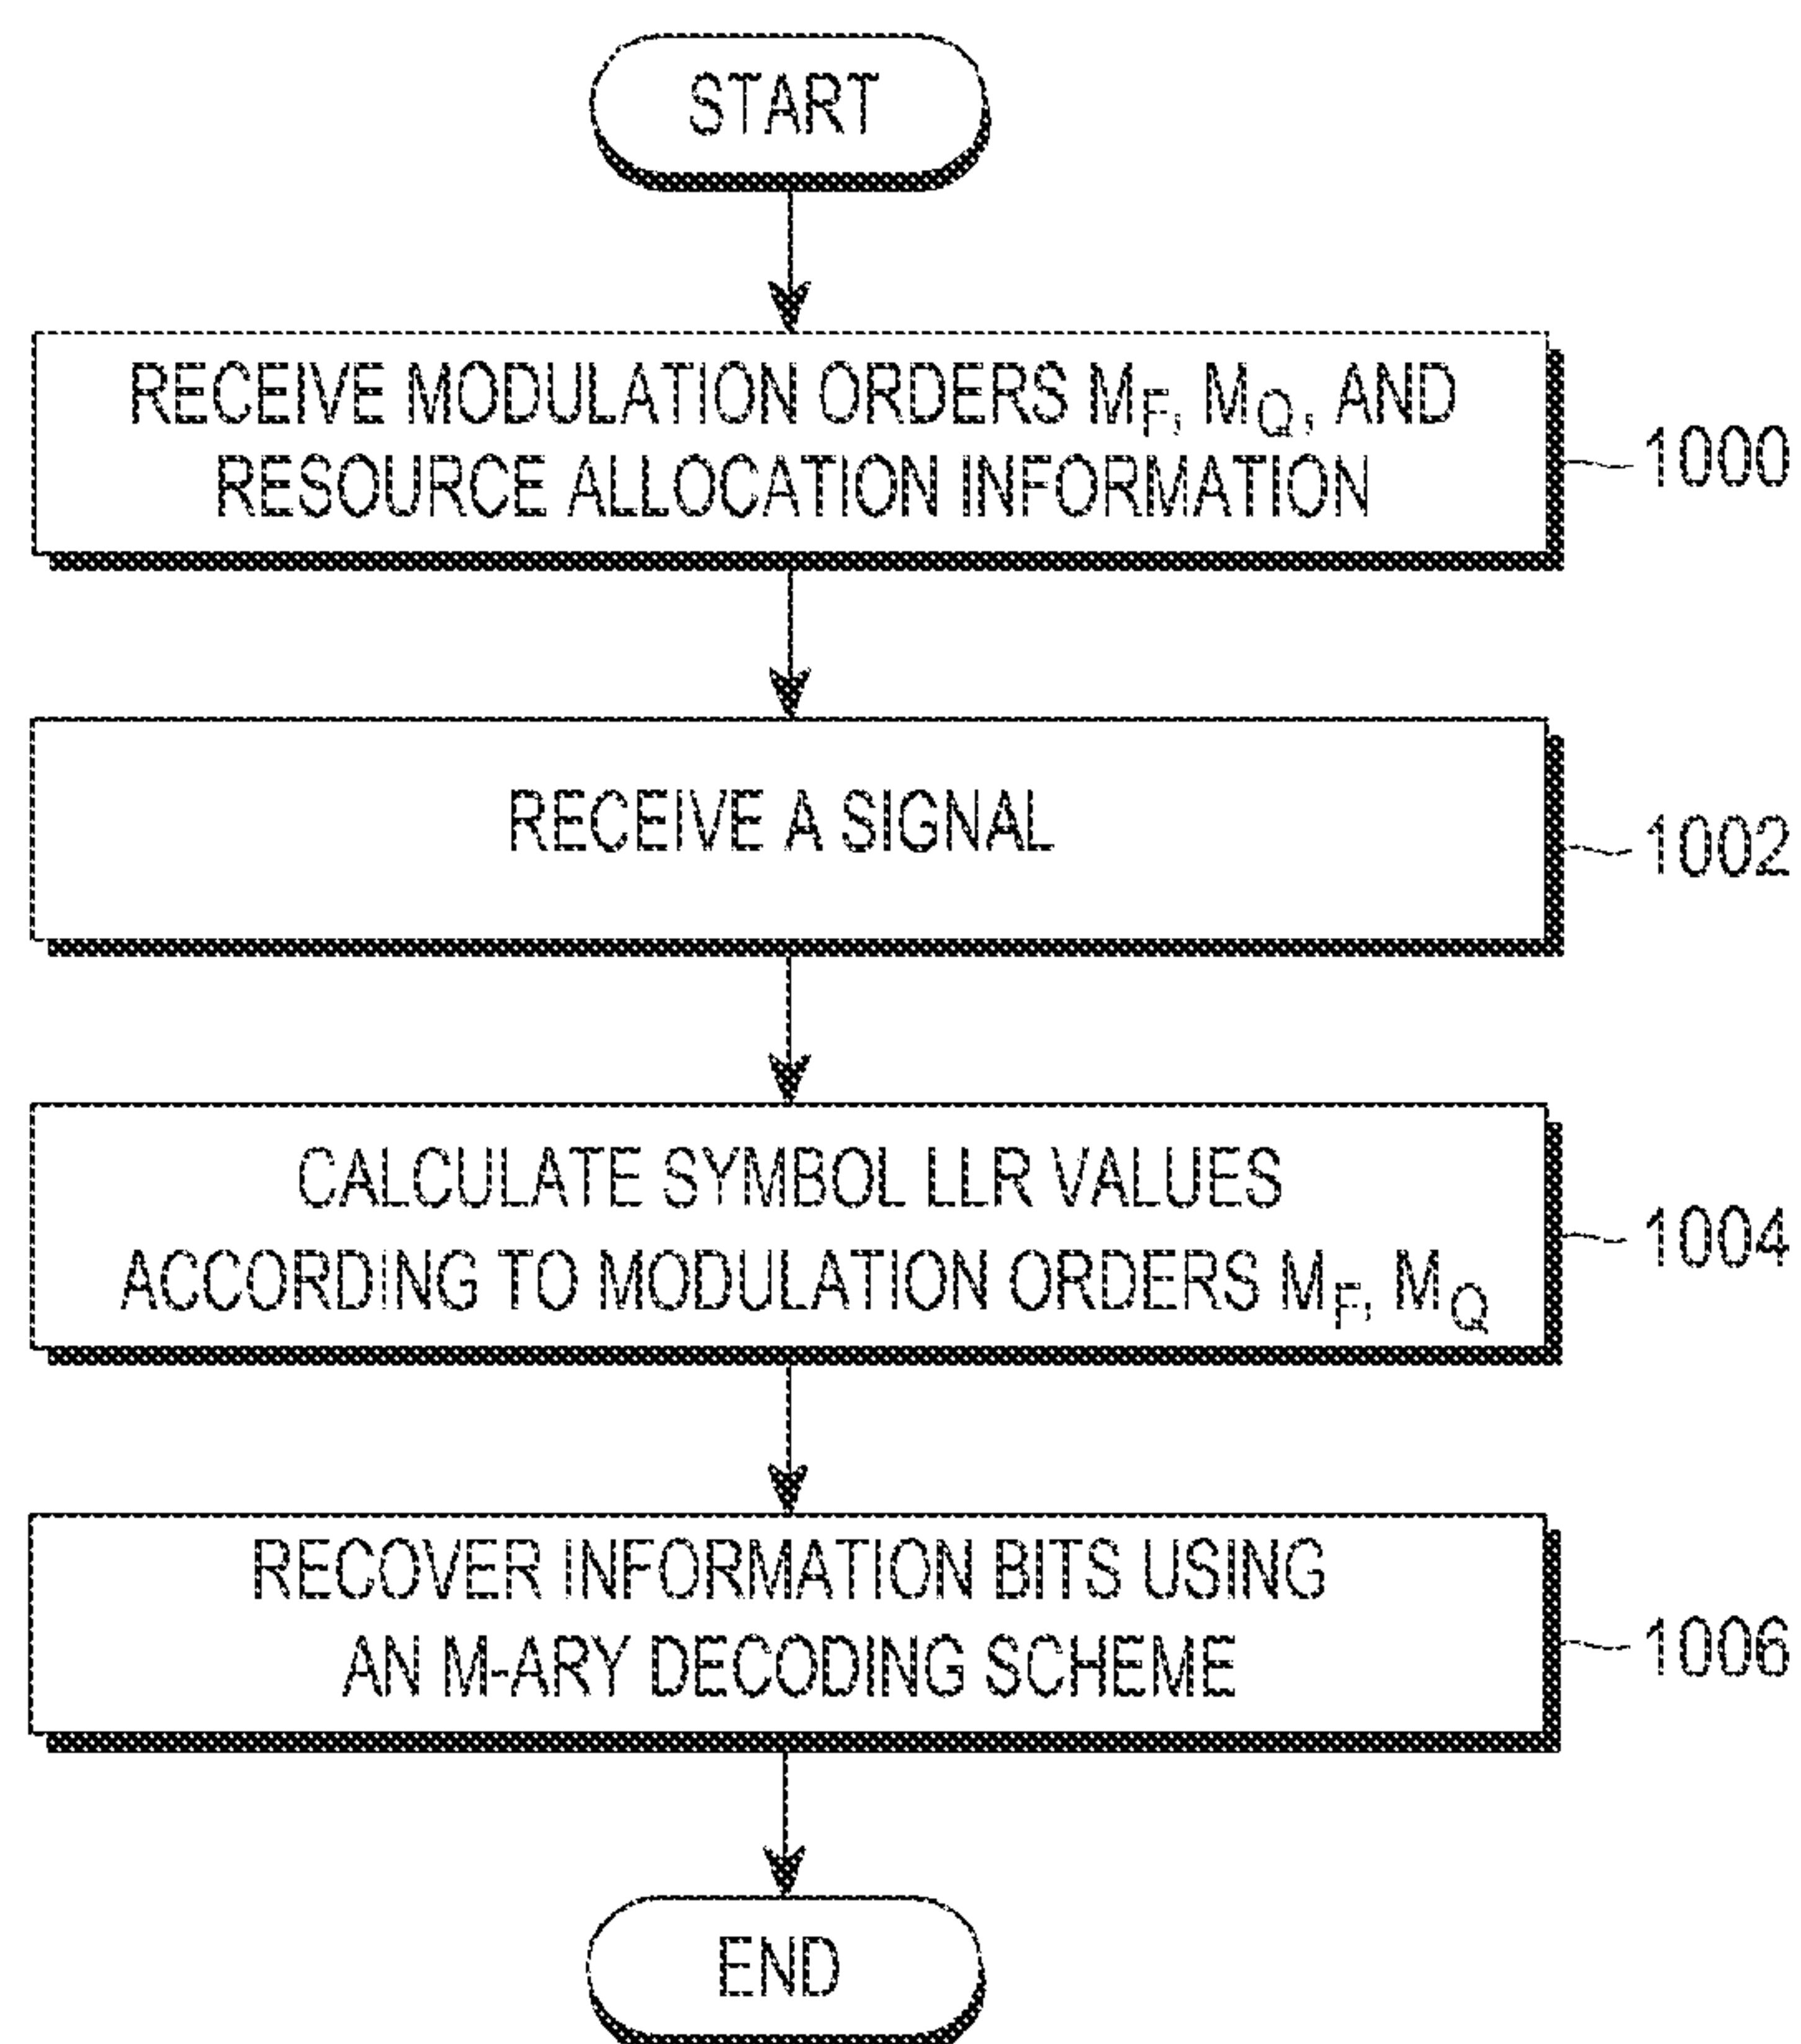 START
RECEIVE MODULATION ORDERS MF, MQ, AND
RESOURCE ALLOCATION INFORMATION
1000
RECEIVE A SIGNAL
1002
CALCULATE SYMBOL LLR VALUES
ACCORDING TO MODULATION ORDERS MF, MQ
1004
RECOVER INFORMATION BITS USING
AN M-ARY DECODING SCHEME
1006
END